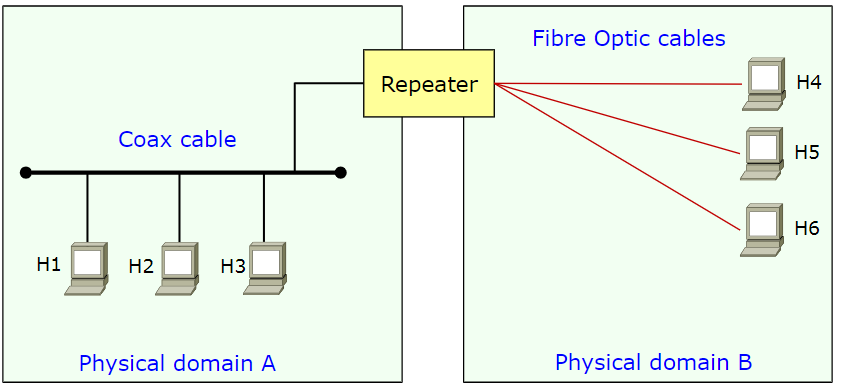 Fibre Optic cables
Repeater
H4
Coax cable
H5
H6
H1
H2
H3
Physical domain A
Physical domain B